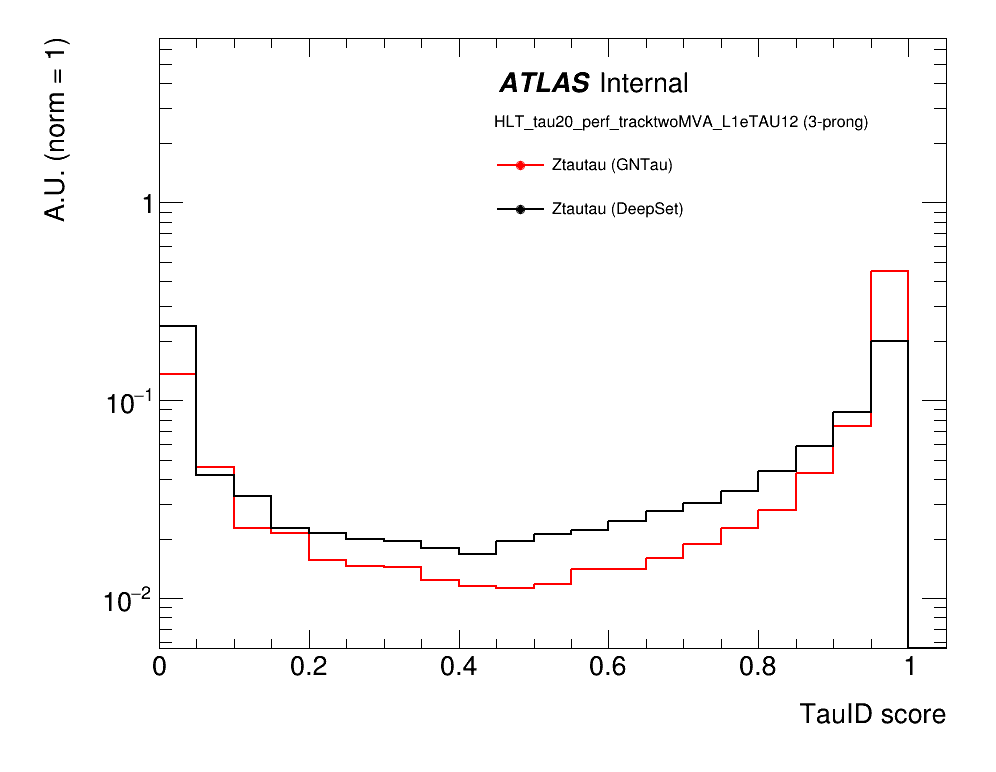 A.U. (norm = 1)
ATLAS Internal
HLT_tau20_perf_tracktwoMVA_L1eTAU12 (3-prong)
Ztautau (GNTau)
Ztautau (DeepSet)
1
10⁻¹
10⁻²
0 0.2 0.4 0.6 0.8 1
TauID score